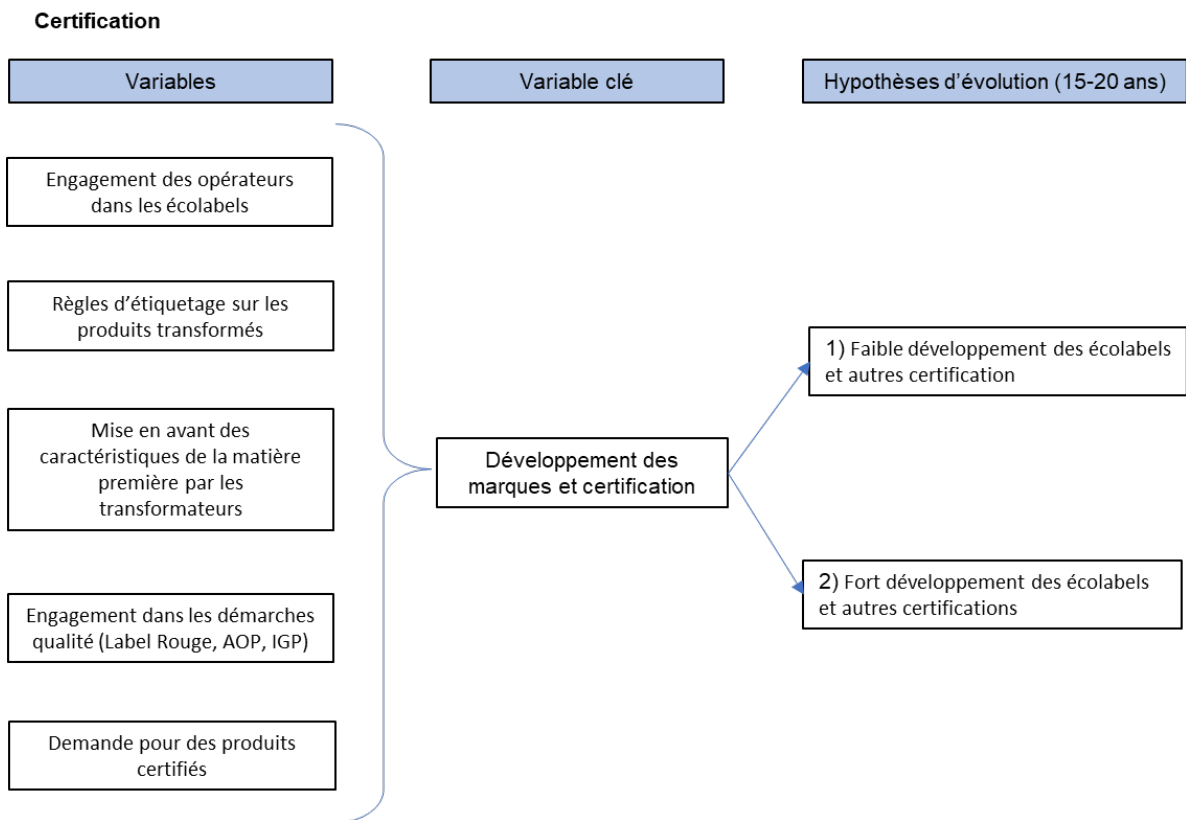 Certification
Variables
Variable clé
Hypothèses d'évolution (15-20 ans)
Engagement des opérateurs
dans les écolabels
Règles d'étiquetage sur les
produits transformés
Mise en avant des
caractéristiques de la matière
première par les
transformateurs
Engagement dans les démarches
qualité (Label Rouge, AOP, IGP)
Demande pour des produits
certifiés
Développement des
marques et certification
1) Faible développement des écolabels
et autres certification
2) Fort développement des écolabels
et autres certifications